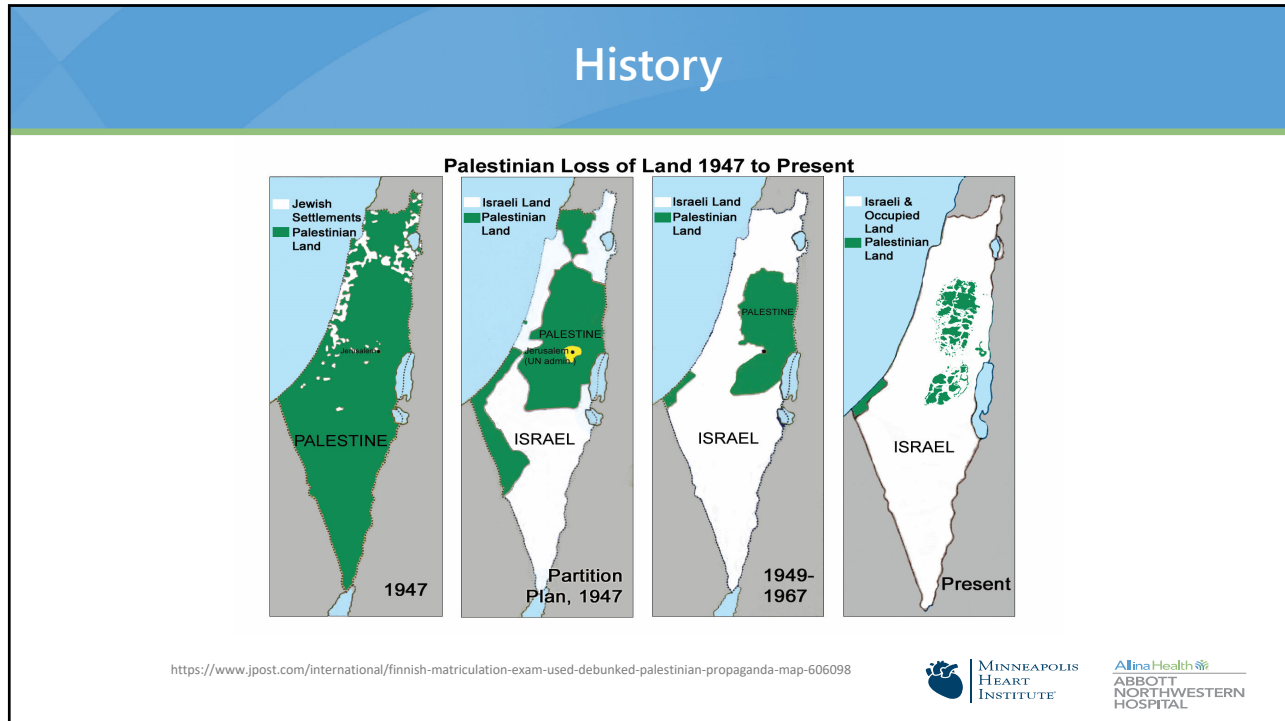 History
Palestinian Loss of Land 1947 to Present
Jewish
Settlements
Palestinian
Land
Jerusalem
PALESTINE
1947
Israeli Land
Palestinian
Land
PALESTINE
Jerusalem
(UN admin.)
ISRAEL
Partition
Plan, 1947
Israeli Land
Palestinian
Land
PALESTINE
ISRAEL
1949-
1967
Israeli &
Occupied
Land
Palestinian
Land
ISRAEL
Present
https://www.jpost.com/international/finnish-matriculation-exam-used-debunked-palestinian-propaganda-map-606098
MINNEAPOLIS
HEART
INSTITUTE
Allina Health
ABBOTT
NORTHWESTERN
HOSPITAL